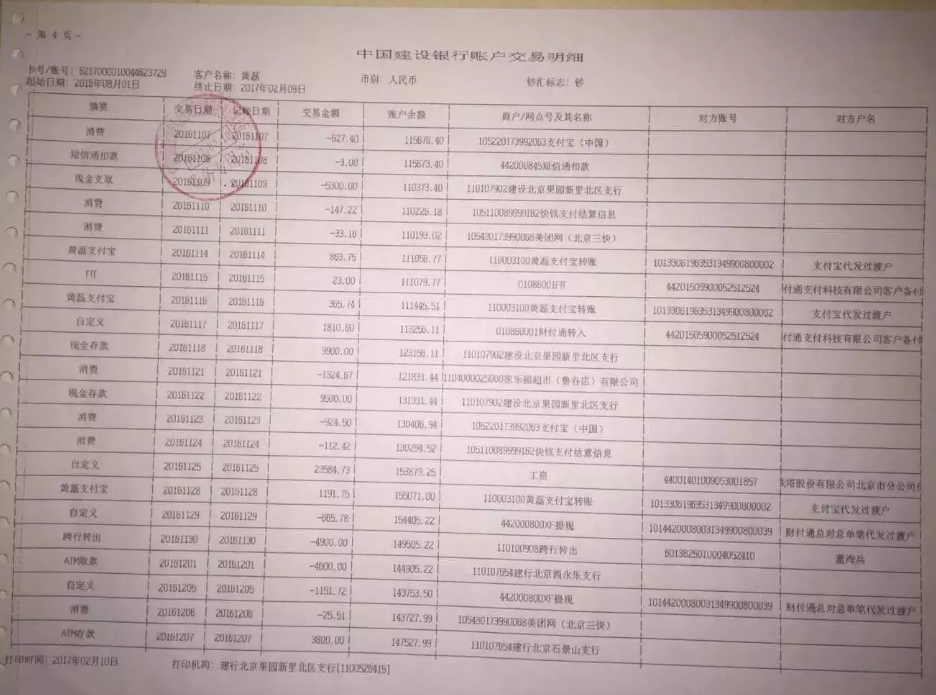 - 第 4 页 -
中国建设银行账户交易明细
卡号/账号: 6217000010044623729 客户名称: 黄磊 币别: 人民币 钞汇标志: 钞
起始日期: 2015年08月01日 终止日期: 2017年02月09日
摘要 交易日期 记帐日期 交易金额 账户余额 商户/网点号及其名称 对方账号 对方户名
消费 20161107 20161107 -627.40 115676.40 105220173992063支付宝(中国)
短信通扣款 20161108 20161108 -3.00 115673.40 442000845短信通扣款
现金支取 20161109 20161109 -5300.00 110373.40 110107902建设北京果园新里北区支行
消费 20161110 20161110 -147.22 110226.18 105110089999162快钱支付结算信息
消费 20161111 20161111 -33.16 110193.02 105430173990068美团网(北京三快)
黄磊支付宝 20161114 20161114 863.75 111056.77 110003100黄磊支付宝转账 10133061963531349900800002 支付宝代发过渡户
20161115 20161115 23.00 111079.77 44201505900052512524 付通支付科技有限公司客户备付
黄磊支付宝 20161116 20161116 365.74 111445.51 110003100黄磊支付宝转账 10133061963531349900800002 支付宝代发过渡户
自定义 20161117 20161117 1810.60 113256.11 010866001财付通转入 44201505900052512524 付通支付科技有限公司客户备付
现金存款 20161118 20161118 9900.00 123156.11 110107902建设北京果园新里北区支行
消费 20161121 20161121 -1324.67 121831.44 1104000025000家乐福超市(鲁谷店)有限公司
现金存款 20161122 20161122 9500.00 131331.44 110107902建设北京果园新里北区支行
消费 20161123 20161123 -924.50 130406.94 105220173992063支付宝(中国)
消费 20161124 20161124 -112.42 130294.52 105110089999162快钱支付结算信息
自定义 20161125 20161125 23584.73 153879.25 工资 44001401009053001857 铁塔股份有限公司北京市分公司
黄磊支付宝 20161128 20161128 1191.75 155071.00 110003100黄磊支付宝转账 10133061963531349900800002 支付宝代发过渡户
自定义 20161129 20161129 -665.78 154405.22 442000800XF提现 10144200080031349900800039 财付通总对总单笔代发过渡户
跨行转出 20161130 20161130 -4900.00 149505.22 110100908跨行转出 6013825010004052410 董海兵
ATM取款 20161201 20161201 -4600.00 144905.22 110107654建行北京西永乐支行
自定义 20161205 20161205 -1151.72 143753.50 442000800XF提现 10144200080031349900800039 财付通总对总单笔代发过渡户
消费 20161206 20161206 -25.51 143727.99 105430173990068美团网(北京三快)
ATM存款 20161207 20161207 3800.00 147527.99 110107654建行北京石景山支行
打印时间: 2017年02月10日 打印机构: 建行北京果园新里北区支行[1100526415]